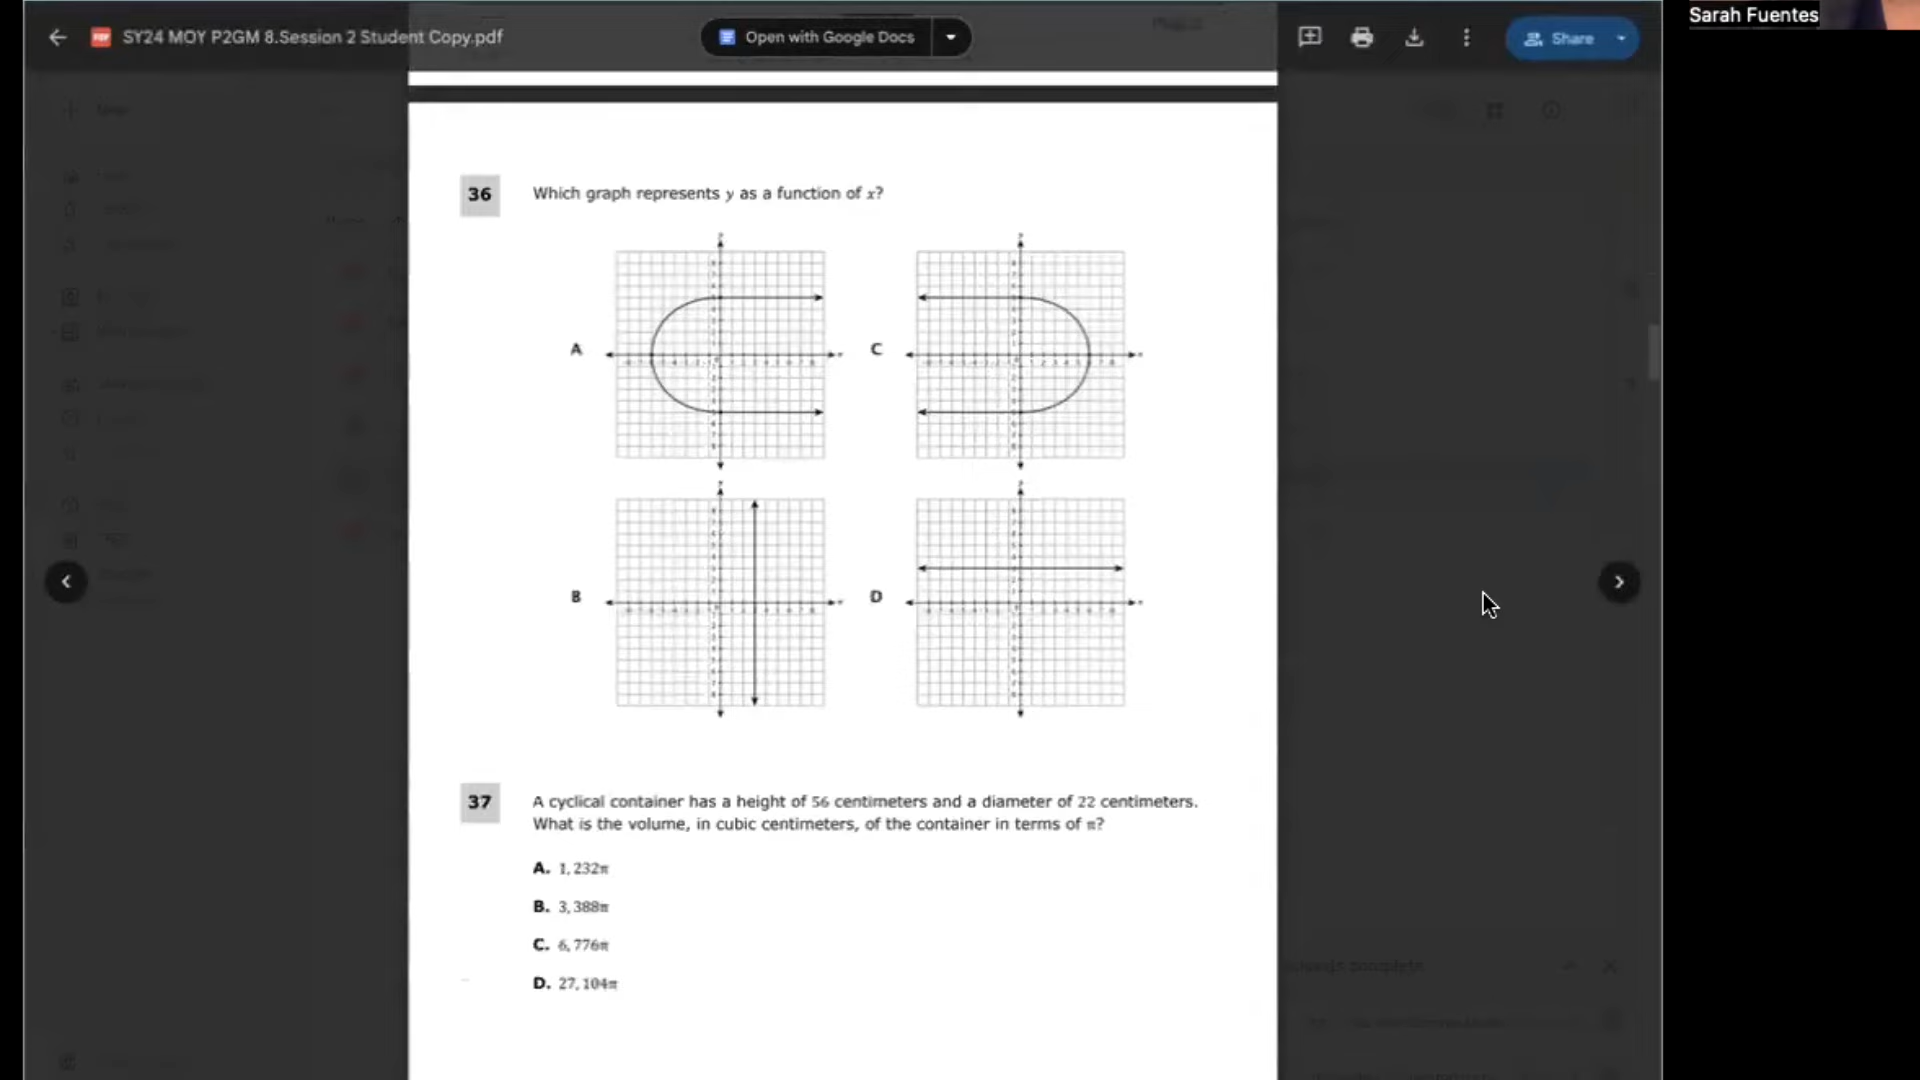 Sarah Fuentes
SY24 MOY P2GM 8.Session 2 Student Copy.pdf
Open with Google Docs
Share
36 Which graph represents y as a function of x?
A
C
B
D
37 A cyclical container has a height of 56 centimeters and a diameter of 22 centimeters.
What is the volume, in cubic centimeters, of the container in terms of π?
A. 1,232π
B. 3,388π
C. 6,776π
D. 27,104π